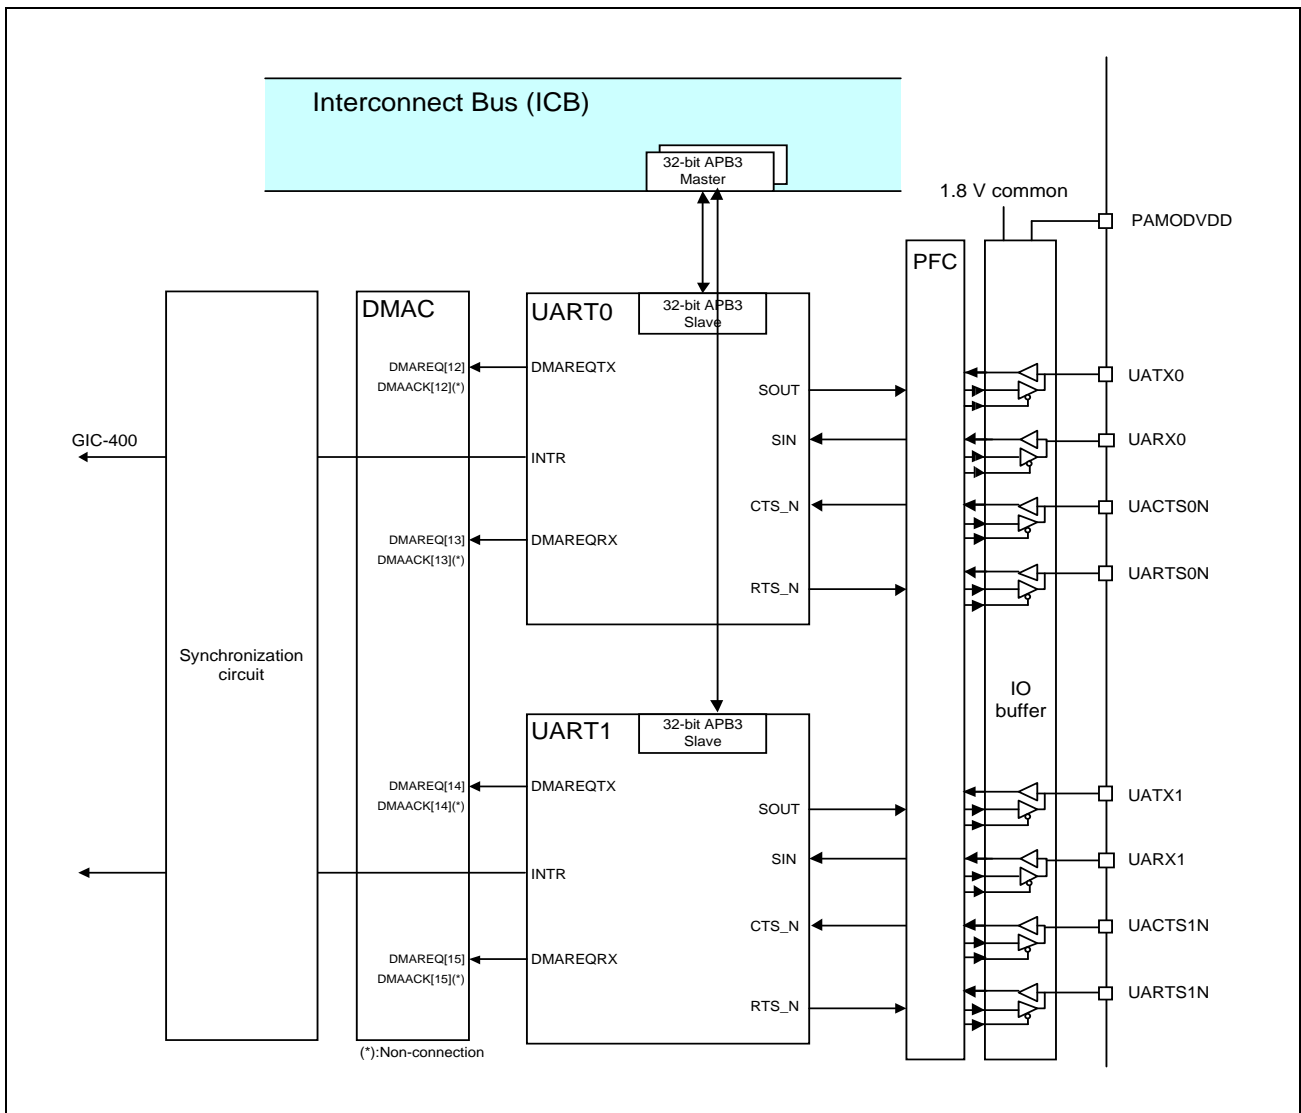 Interconnect Bus (ICB)
32-bit APB3
Master
1.8 V common
PAMODVDD
PFC
DMAC
UART0
32-bit APB3
Slave
DMAREQ[12]
DMAACK[12](*)
DMAREQTX
SOUT
UATX0
GIC-400
INTR
SIN
UARX0
CTS_N
UACTS0N
DMAREQ[13]
DMAACK[13](*)
DMAREQRX
RTS_N
UARTS0N
Synchronization
circuit
IO
buffer
UART1
32-bit APB3
Slave
DMAREQ[14]
DMAACK[14](*)
DMAREQTX
SOUT
UATX1
INTR
SIN
UARX1
CTS_N
UACTS1N
DMAREQ[15]
DMAACK[15](*)
DMAREQRX
RTS_N
UARTS1N
(*):Non-connection